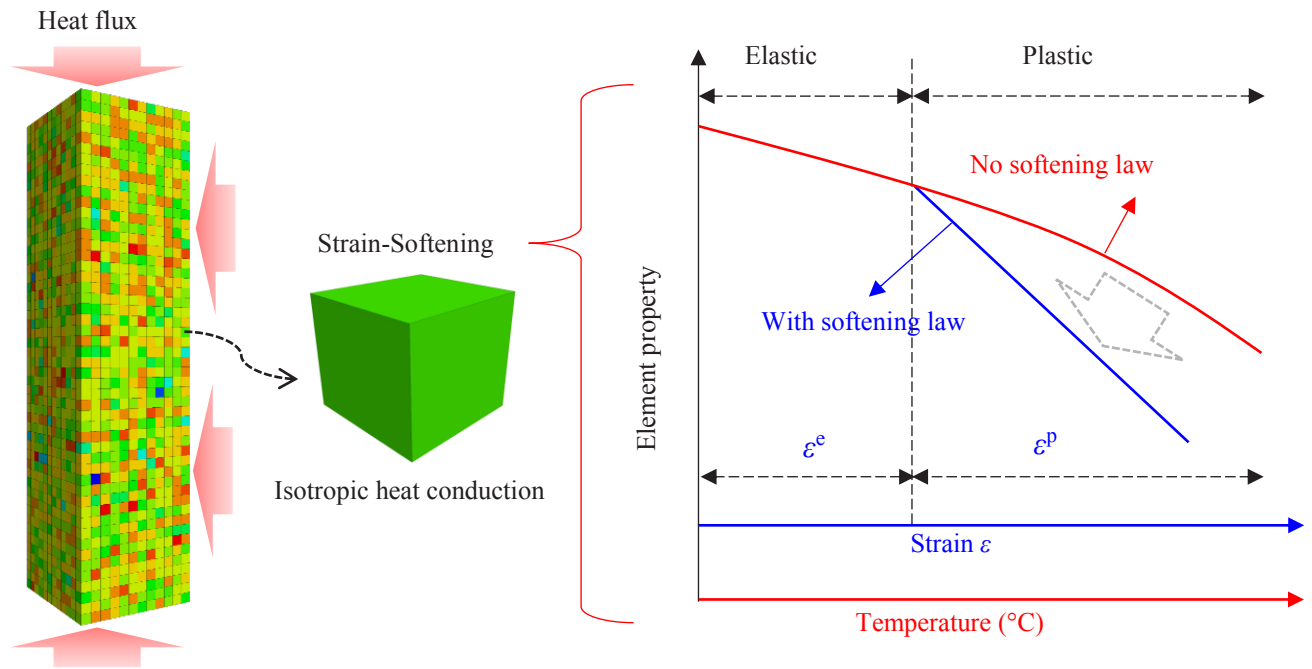 Heat flux
Strain-Softening
Isotropic heat conduction
Element property
Elastic
Plastic
No softening law
With softening law
εᵉ
εᵖ
Strain ε
Temperature (°C)